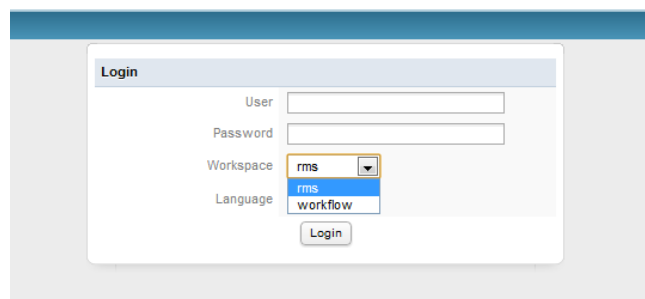 Login
User
Password
Workspace rms
rms
Language workflow
Login